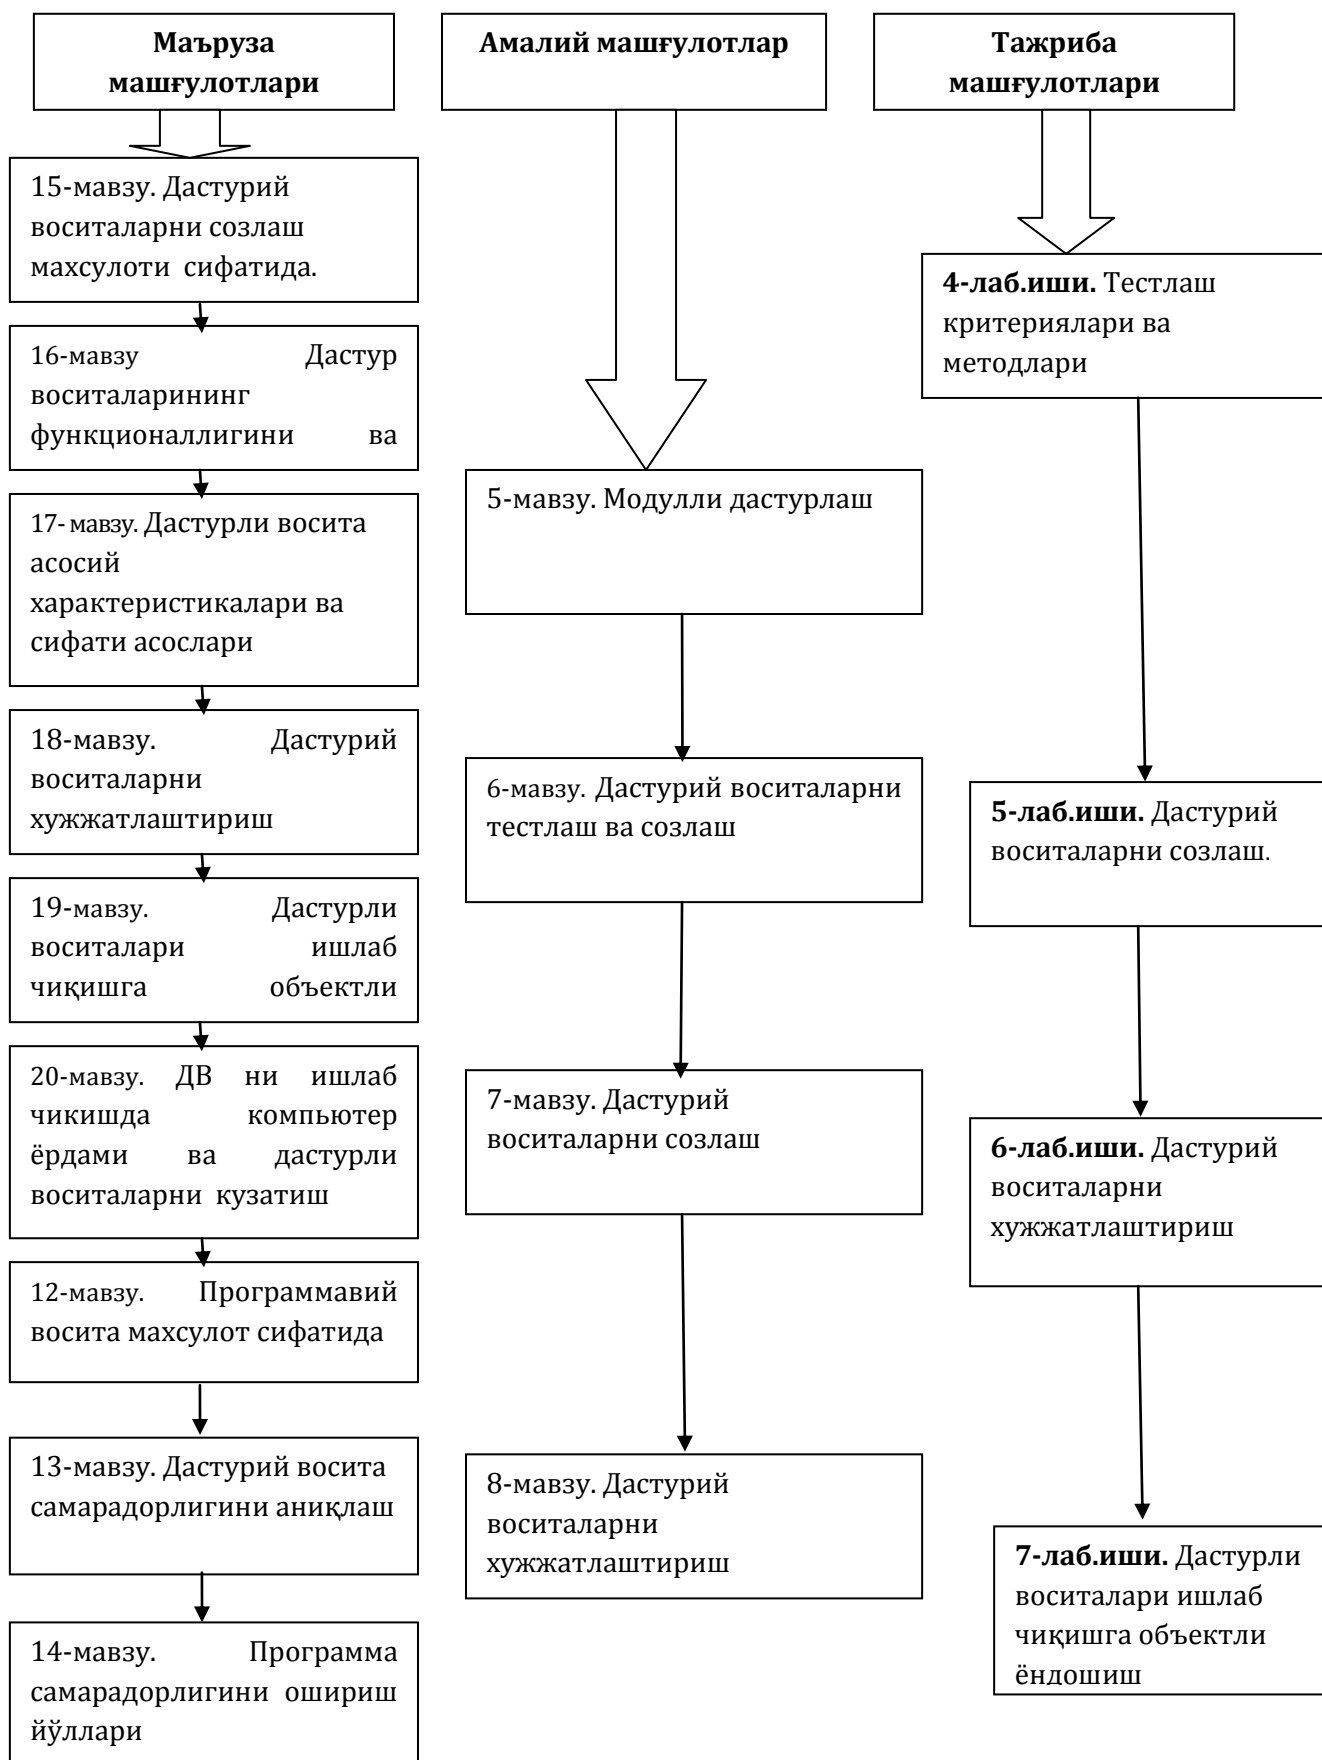 Маъруза
машғулотлари
15-мавзу. Дастурий
воситаларни созлаш
махсулоти сифатида.
16-мавзу Дастур
воситаларининг
функционаллигини ва
17- мавзу. Дастурли восита
асосий
характеристикалари ва
сифати асослари
18-мавзу. Дастурий
воситаларни
хужжатлаштириш
19-мавзу. Дастурли
воситалари ишлаб
чиқишга объектли
20-мавзу. ДВ ни ишлаб
чикишда компьютер
ёрдами ва дастурли
воситаларни кузатиш
12-мавзу. Программавий
восита махсулот сифатида
13-мавзу. Дастурий восита
самарадорлигини аниқлаш
14-мавзу. Программа
самарадорлигини ошириш
йўллари
Амалий машғулотлар
5-мавзу. Модулли дастурлаш
6-мавзу. Дастурий воситаларни
тестлаш ва созлаш
7-мавзу. Дастурий
воситаларни созлаш
8-мавзу. Дастурий
воситаларни
хужжатлаштириш
Тажриба
машғулотлари
4-лаб.иши. Тестлаш
критериялари ва
методлари
5-лаб.иши. Дастурий
воситаларни созлаш.
6-лаб.иши. Дастурий
воситаларни
хужжатлаштириш
7-лаб.иши. Дастурли
воситалари ишлаб
чиқишга объектли
ёндошиш